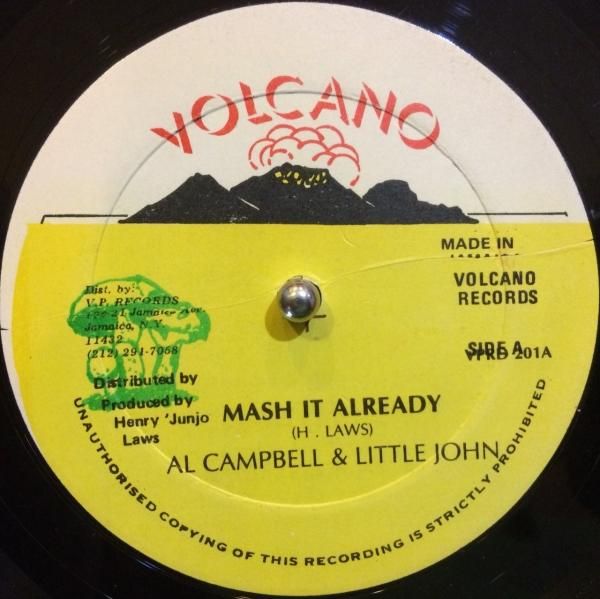 VOLCANO
MADE IN
VOLCANO
RECORDS
Dist. by:
V.P. RECORDS
Jamaica Ave.
Jamaica, N.Y.
11432
(212) 291-7058
SIDE A
VPRD 201A
Distributed by
Produced by
Henry 'Junjo
Laws
MASH IT ALREADY
(H. LAWS)
AL CAMPBELL & LITTLE JOHN
UNAUTHORISED COPYING OF THIS RECORDING IS STRICTLY PROHIBITED